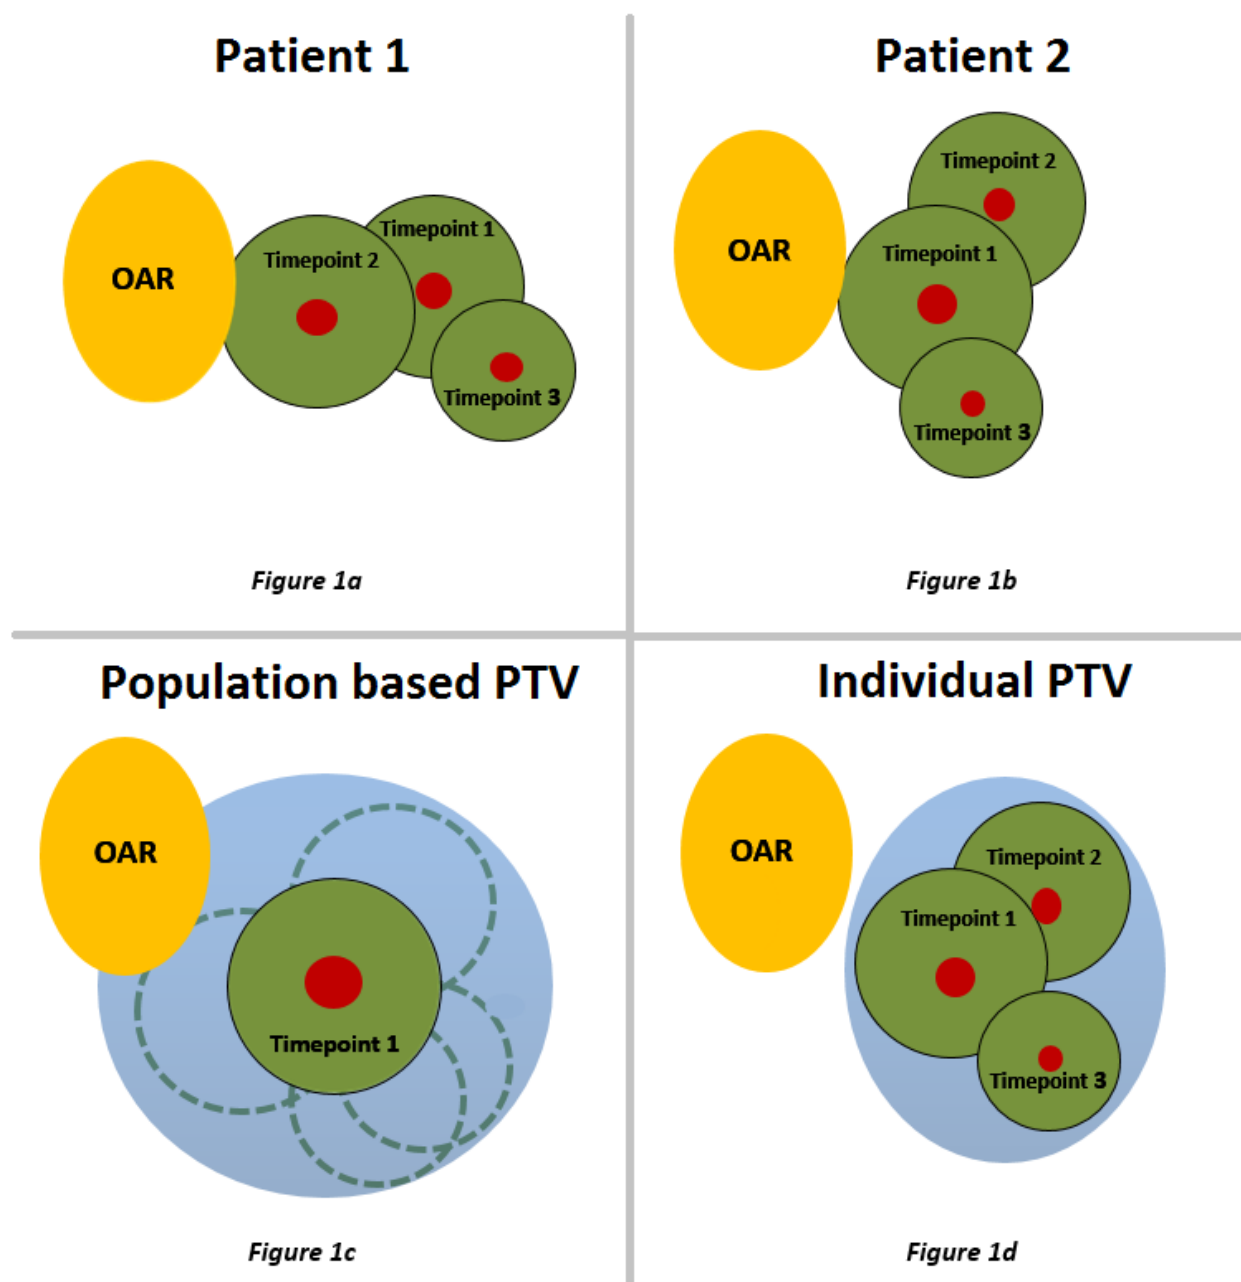 Patient 1
OAR
Timepoint 1
Timepoint 2
Timepoint 3
Figure 1a
Patient 2
Timepoint 2
OAR
Timepoint 1
Timepoint 3
Figure 1b
Population based PTV
OAR
Timepoint 1
Figure 1c
Individual PTV
OAR
Timepoint 2
Timepoint 1
Timepoint 3
Figure 1d